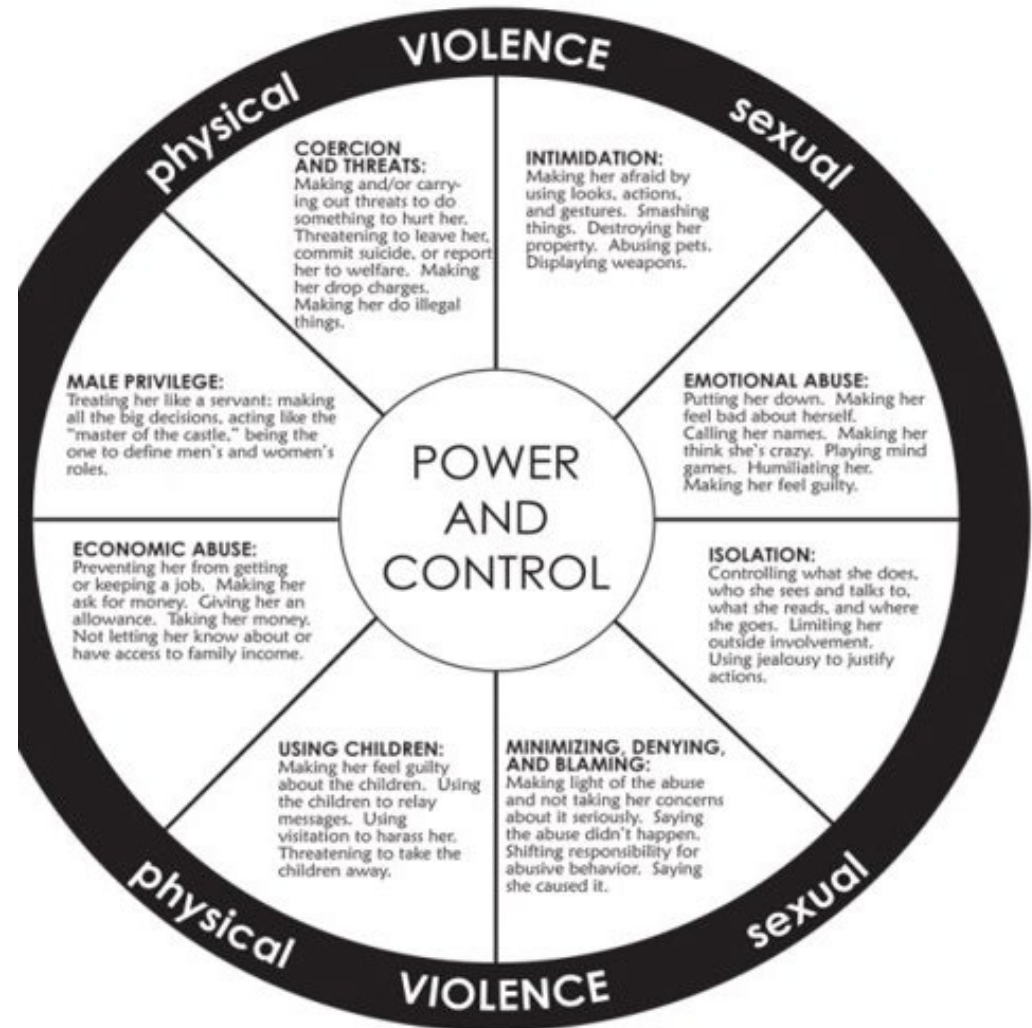 VIOLENCE
physical
sexual
COERCION
AND THREATS:
Making and/or carry-
ing out threats to do
something to hurt her.
Threatening to leave her,
commit suicide, or report
her to welfare. Making
her drop charges.
Making her do illegal
things.
INTIMIDATION:
Making her afraid by
using looks, actions,
and gestures. Smashing
things. Destroying her
property. Abusing pets.
Displaying weapons.
MALE PRIVILEGE:
Treating her like a servant: making
all the big decisions, acting like the
"master of the castle," being the
one to define men's and women's
roles.
EMOTIONAL ABUSE:
Putting her down. Making her
feel bad about herself.
Calling her names. Making her
think she's crazy. Playing mind
games. Humiliating her.
Making her feel guilty.
POWER
AND
CONTROL
ECONOMIC ABUSE:
Preventing her from getting
or keeping a job. Making her
ask for money. Giving her an
allowance. Taking her money.
Not letting her know about or
have access to family income.
ISOLATION:
Controlling what she does,
who she sees and talks to,
what she reads, and where
she goes. Limiting her
outside involvement.
Using jealousy to justify
actions.
USING CHILDREN:
Making her feel guilty
about the children. Using
the children to relay
messages. Using
visitation to harass her.
Threatening to take the
children away.
MINIMIZING, DENYING,
AND BLAMING:
Making light of the abuse
and not taking her concerns
about it seriously. Saying
the abuse didn't happen.
Shifting responsibility for
abusive behavior. Saying
she caused it.
physical
sexual
VIOLENCE